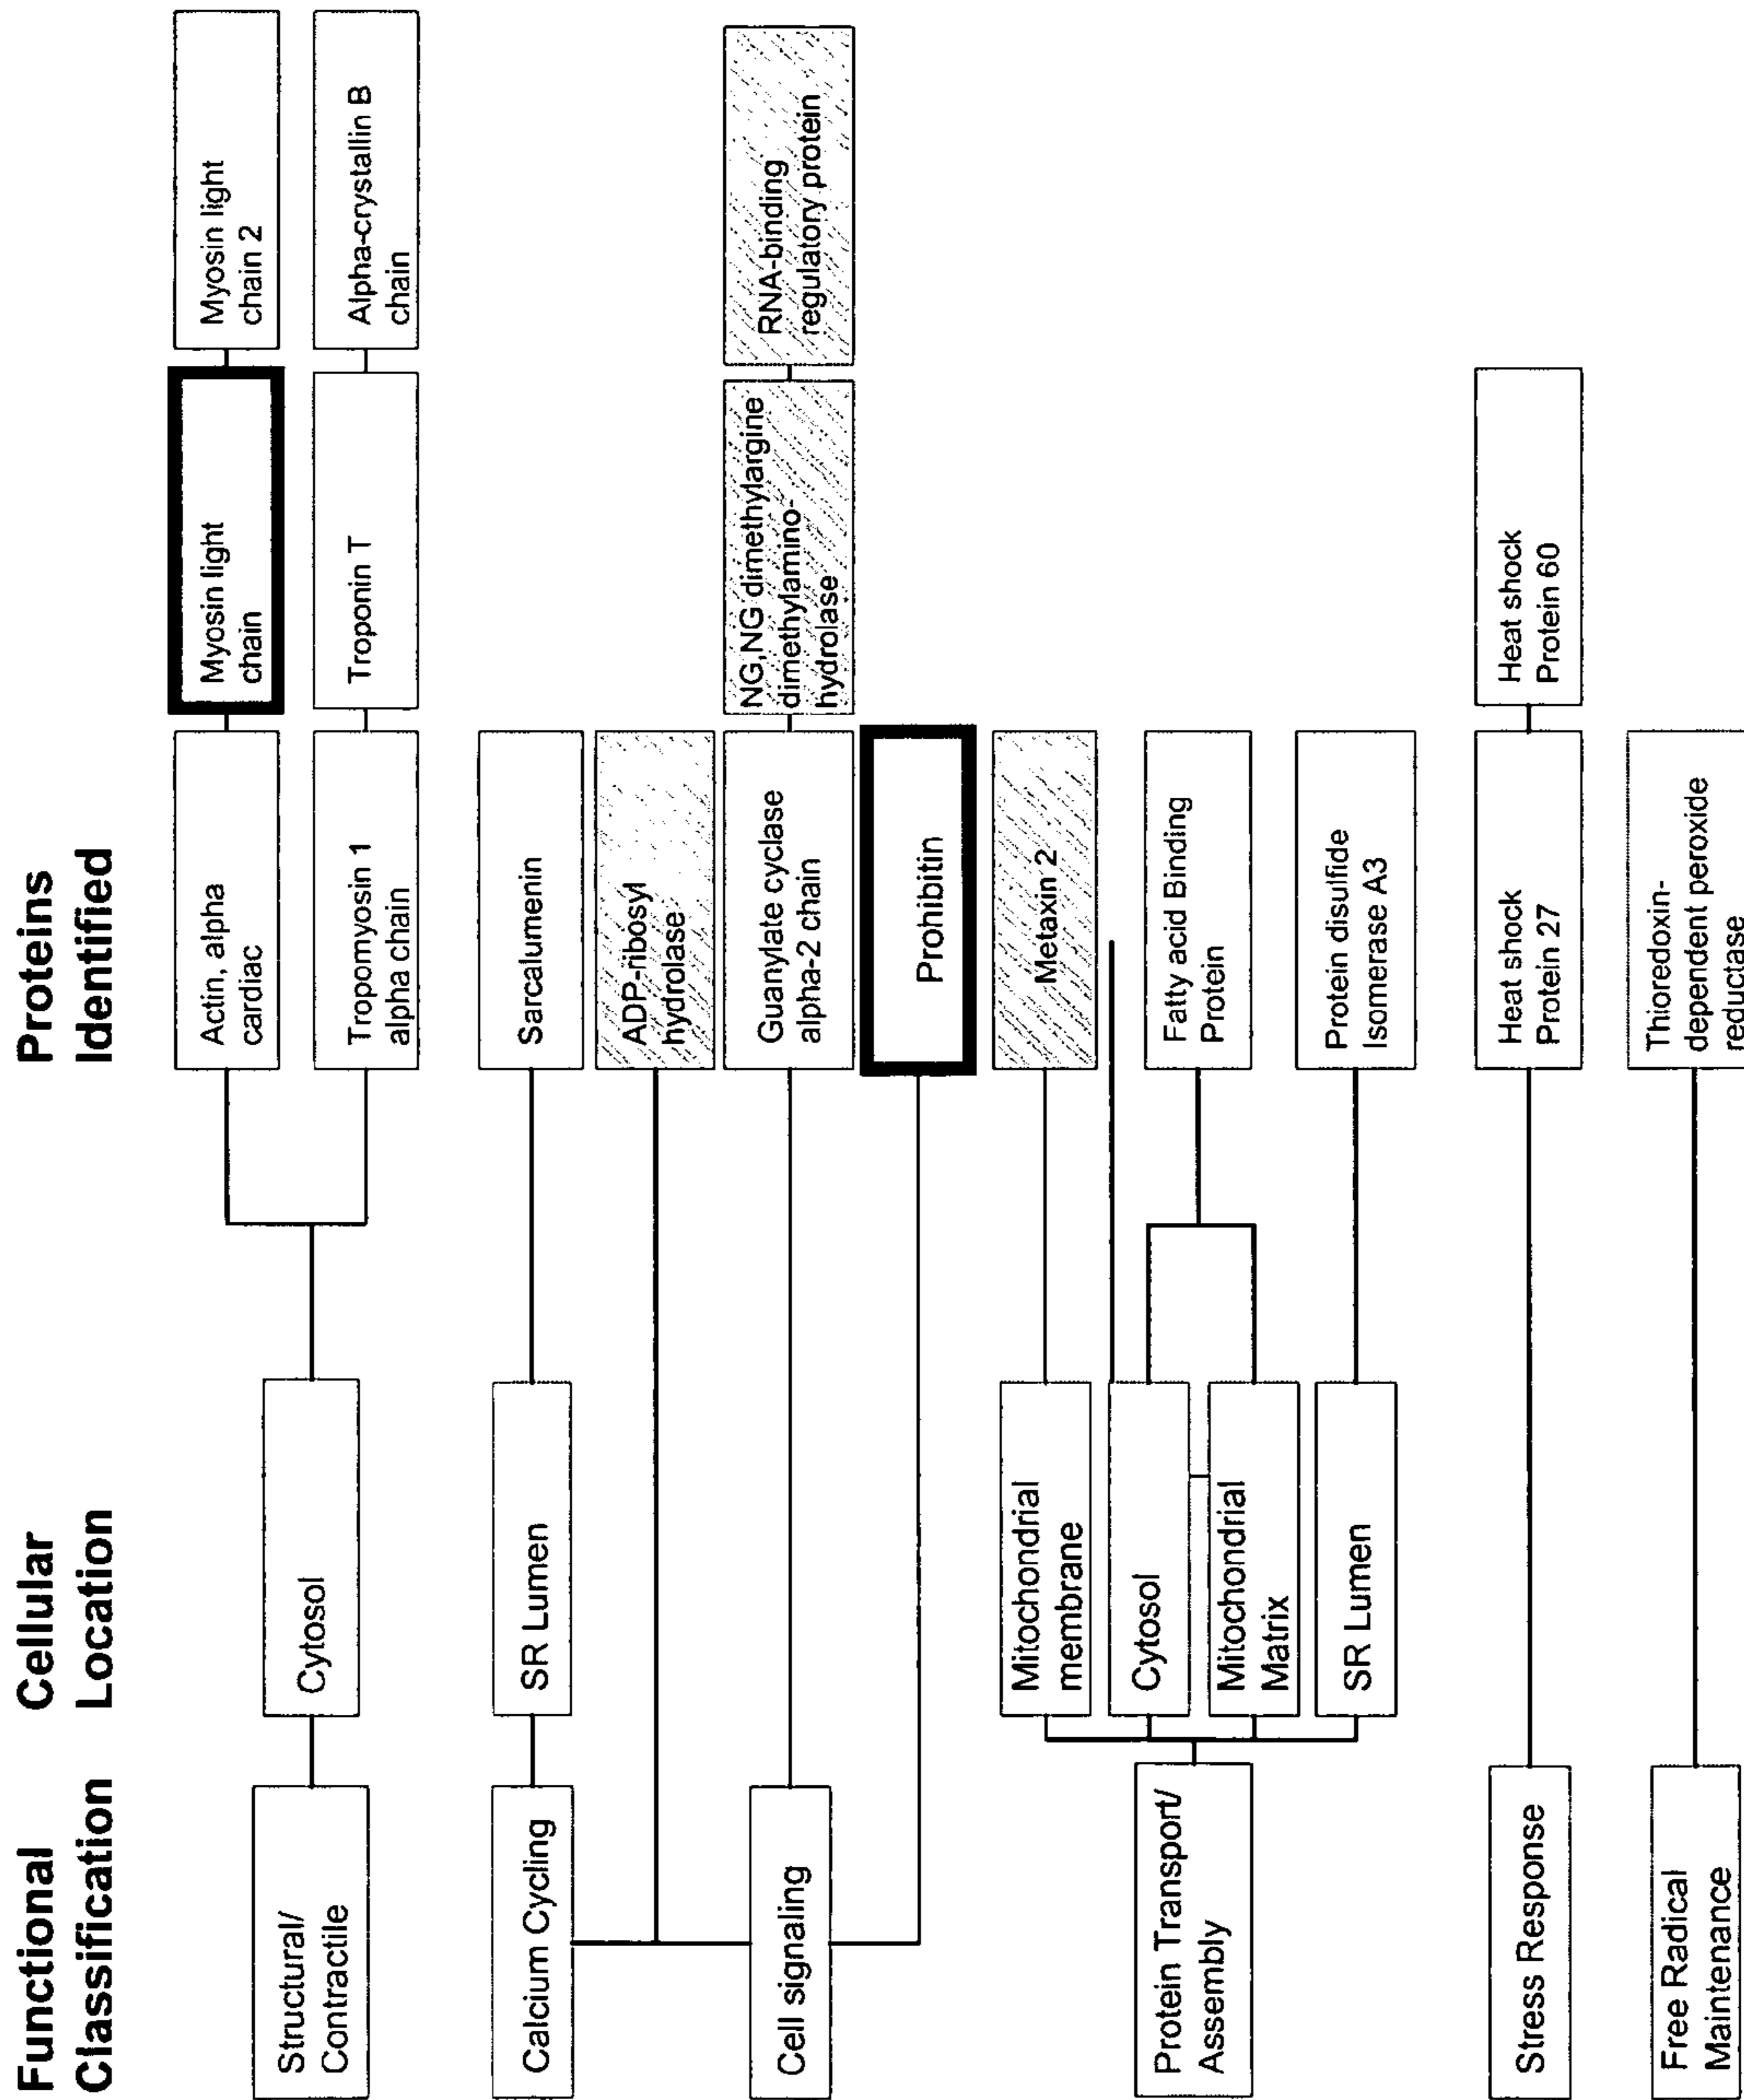 Functional
Classification
Cellular
Location
Proteins
Identified
Structural/
Contractile
Cytosol
Actin, alpha
cardiac
Myosin light
chain
Myosin light
chain 2
Tropomyosin 1
alpha chain
Troponin T
Alpha-crystallin B
chain
Calcium Cycling
SR Lumen
Sarcalumenin
ADP-ribosyl
hydrolase
Cell signaling
Guanylate cyclase
alpha-2 chain
NG,NG dimethylargine
dimethylamino-
hydrolase
RNA-binding
regulatory protein
Prohibitin
Protein Transport/
Assembly
Mitochondrial
membrane
Metaxin 2
Cytosol
Mitochondrial
Matrix
Fatty acid Binding
Protein
SR Lumen
Protein disulfide
Isomerase A3
Stress Response
Heat shock
Protein 27
Heat shock
Protein 60
Free Radical
Maintenance
Thioredoxin-
dependent peroxide
reductase